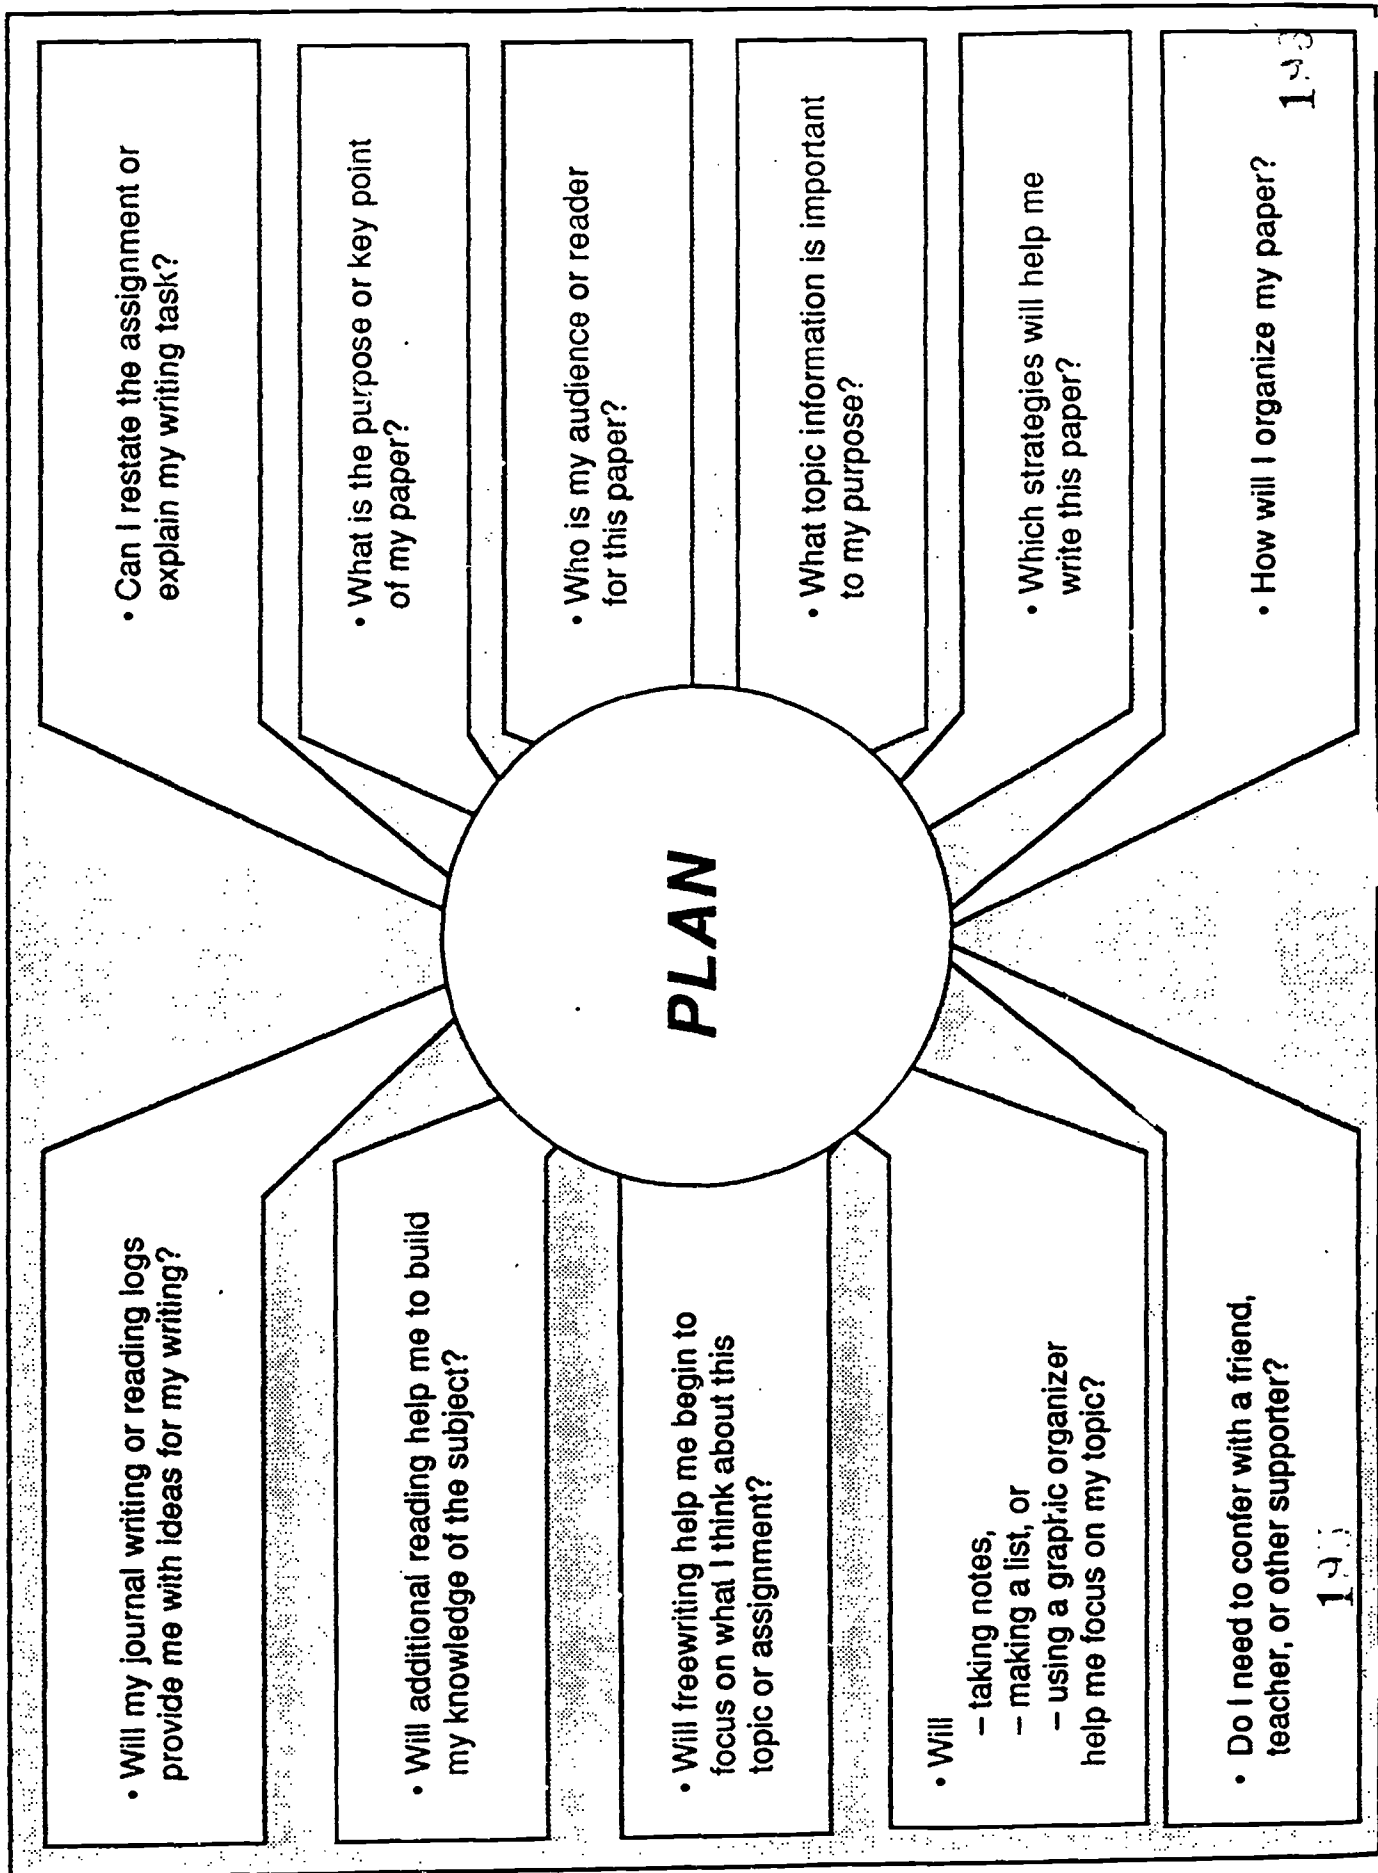 • Will my journal writing or reading logs
provide me with ideas for my writing?
• Will additional reading help me to build
my knowledge of the subject?
• Will freewriting help me begin to
focus on what I think about this
topic or assignment?
• Will
– taking notes,
– making a list, or
– using a graphic organizer
help me focus on my topic?
• Do I need to confer with a friend,
teacher, or other supporter?
PLAN
• Can I restate the assignment or
explain my writing task?
• What is the purpose or key point
of my paper?
• Who is my audience or reader
for this paper?
• What topic information is important
to my purpose?
• Which strategies will help me
write this paper?
• How will I organize my paper?